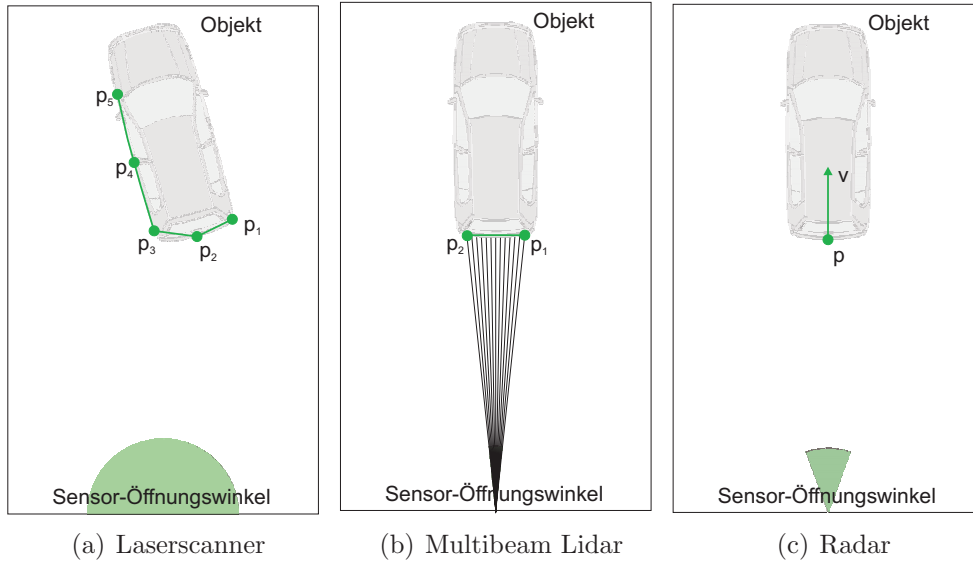 Objekt
p5
p4
p3
p2
p1
Sensor-Öffnungswinkel
(a) Laserscanner
Objekt
p2
p1
Sensor-Öffnungswinkel
(b) Multibeam Lidar
Objekt
v
p
Sensor-Öffnungswinkel
(c) Radar